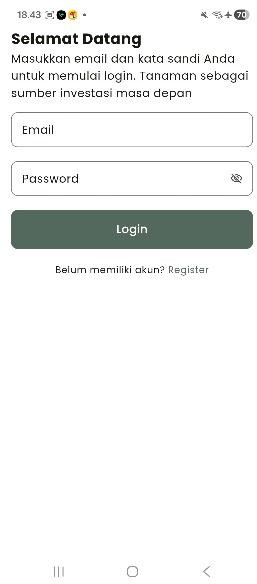 18.43
70
Selamat Datang
Masukkan email dan kata sandi Anda
untuk memulai login. Tanaman sebagai
sumber investasi masa depan
Email
Password
Login
Belum memiliki akun? Register